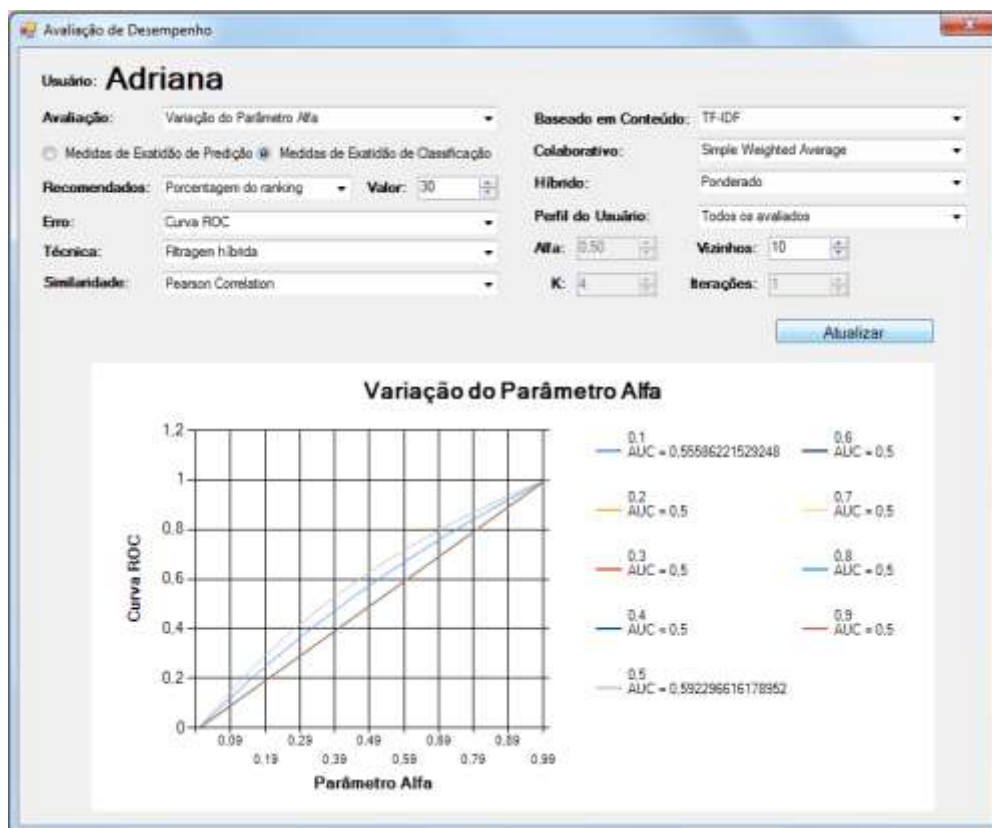 Avaliação de Desempenho
Usuário: Adriana
Avaliação: Variação do Parâmetro Alfa
Medidas de Exatidão de Predição Medidas de Exatidão de Classificação
Recomendados: Porcentagem do ranking Valor: 30
Erro: Curva ROC
Técnica: Filtragem híbrida
Similaridade: Pearson Correlation
Baseado em Conteúdo: TF-IDF
Colaborativo: Simple Weighted Average
Híbrido: Ponderado
Perfil do Usuário: Todos os avaliados
Alfa: 0,50 Vizinhos: 10
K: 4 Iterações: 1
Atualizar
Variação do Parâmetro Alfa
Curva ROC
1,2
1
0,8
0,6
0,4
0,2
0
0,09 0,29 0,49 0,69 0,89
0,19 0,39 0,59 0,79 0,99
Parâmetro Alfa
0,1
AUC = 0,55586221529248
0,2
AUC = 0,5
0,3
AUC = 0,5
0,4
AUC = 0,5
0,5
AUC = 0,592296616178952
0,6
AUC = 0,5
0,7
AUC = 0,5
0,8
AUC = 0,5
0,9
AUC = 0,5